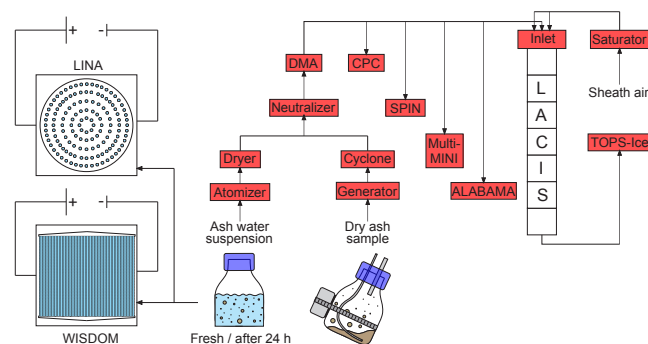 + -
LINA
+ -
WISDOM
DMA
CPC
Neutralizer
SPIN
Dryer
Cyclone
Multi-
MINI
Atomizer
Generator
ALABAMA
Ash water
suspension
Dry ash
sample
Fresh / after 24 h
Inlet
Saturator
Sheath air
L
A
C
I
S
TOPS-Ice